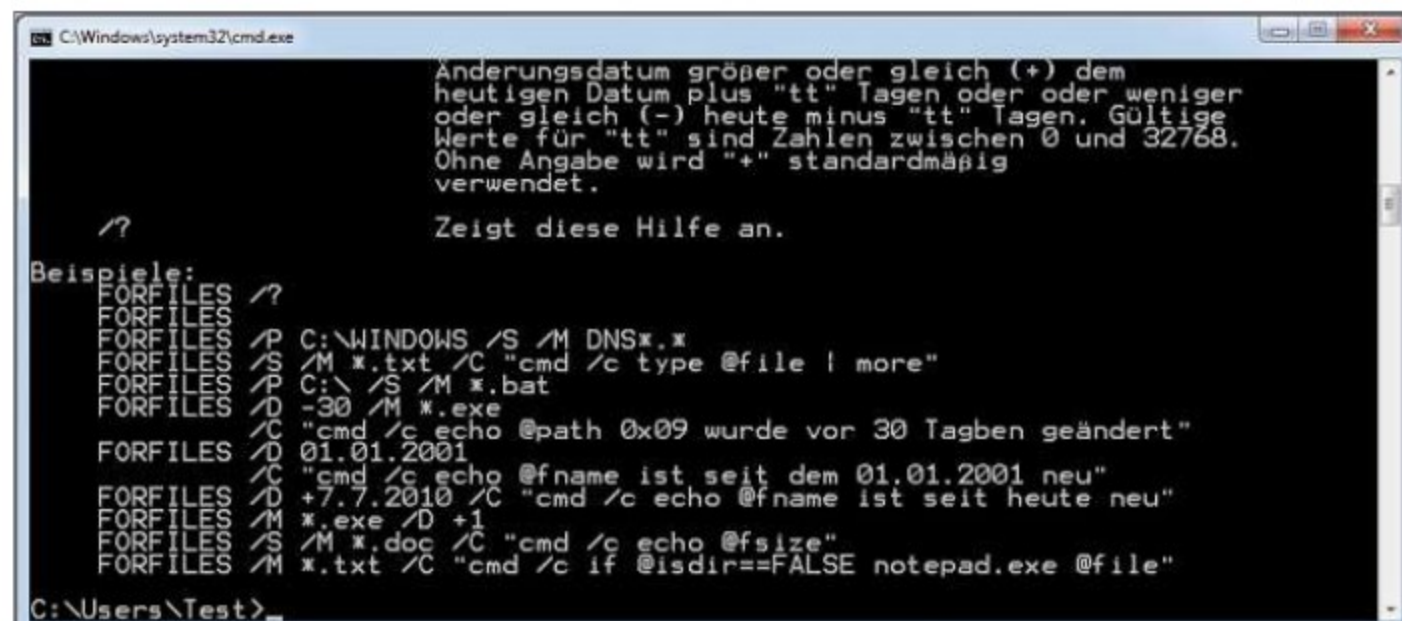 C:\Windows\system32\cmd.exe
Änderungsdatum größer oder gleich (+) dem
heutigen Datum plus "tt" Tagen oder oder weniger
oder gleich (-) heute minus "tt" Tagen. Gültige
Werte für "tt" sind Zahlen zwischen 0 und 32768.
Ohne Angabe wird "+" standardmäßig
verwendet.
/? Zeigt diese Hilfe an.
Beispiele:
FORFILES /?
FORFILES
FORFILES /P C:\WINDOWS /S /M DNS*.*
FORFILES /S /M *.txt /C "cmd /c type @file | more"
FORFILES /P C:\ /S /M *.bat
FORFILES /D -30 /M *.exe
/C "cmd /c echo @path 0x09 wurde vor 30 Tagben geändert"
FORFILES /D 01.01.2001
/C "cmd /c echo @fname ist seit dem 01.01.2001 neu"
FORFILES /D +7.7.2010 /C "cmd /c echo @fname ist seit heute neu"
FORFILES /M *.exe /D +1
FORFILES /S /M *.doc /C "cmd /c echo @fsize"
FORFILES /M *.txt /C "cmd /c if @isdir==FALSE notepad.exe @file"
C:\Users\Test>_